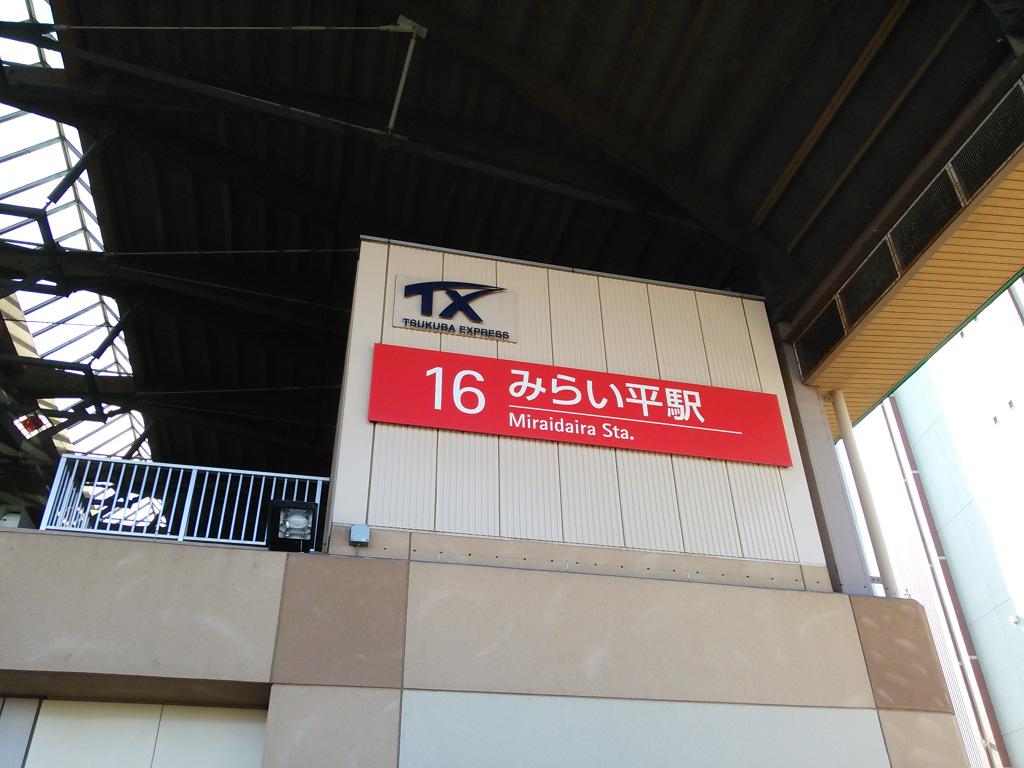 TX
TSUKUBA EXPRESS
16 みらい平駅
Miraidaira Sta.